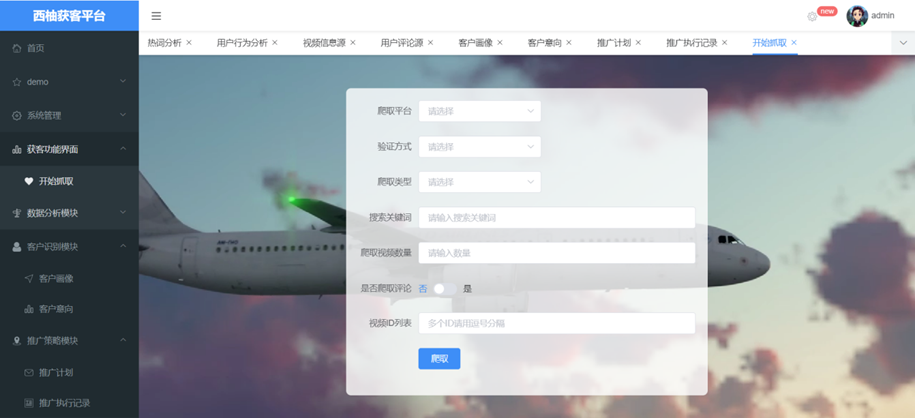 西柚获客平台
new
admin
热词分析 × 用户行为分析 × 视频信息源 × 用户评论源 × 客户画像 × 客户意向 × 推广计划 × 推广执行记录 × 开始抓取 ×
首页
demo
系统管理
获客功能界面
开始抓取
数据分析模块
客户识别模块
客户画像
客户意向
推广策略模块
推广计划
推广执行记录
爬取平台 请选择
验证方式 请选择
爬取类型 请选择
搜索关键词 请输入搜索关键词
爬取视频数量 请输入数量
是否爬取评论 否 是
视频ID列表 多个ID请用逗号分隔
爬取